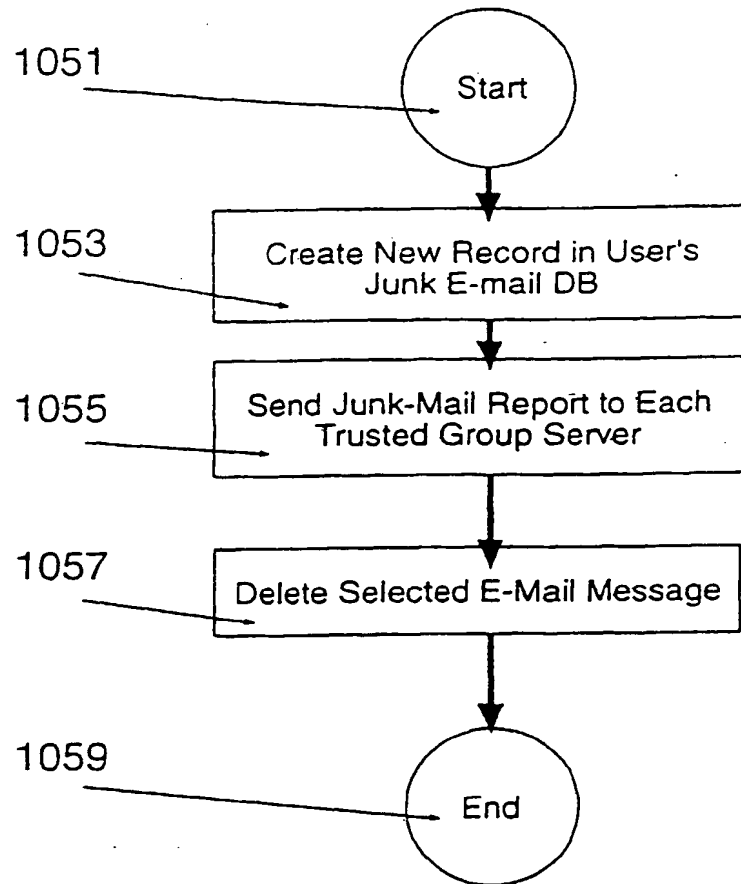 1051
Start
1053
Create New Record in User's
Junk E-mail DB
1055
Send Junk-Mail Report to Each
Trusted Group Server
1057
Delete Selected E-Mail Message
1059
End